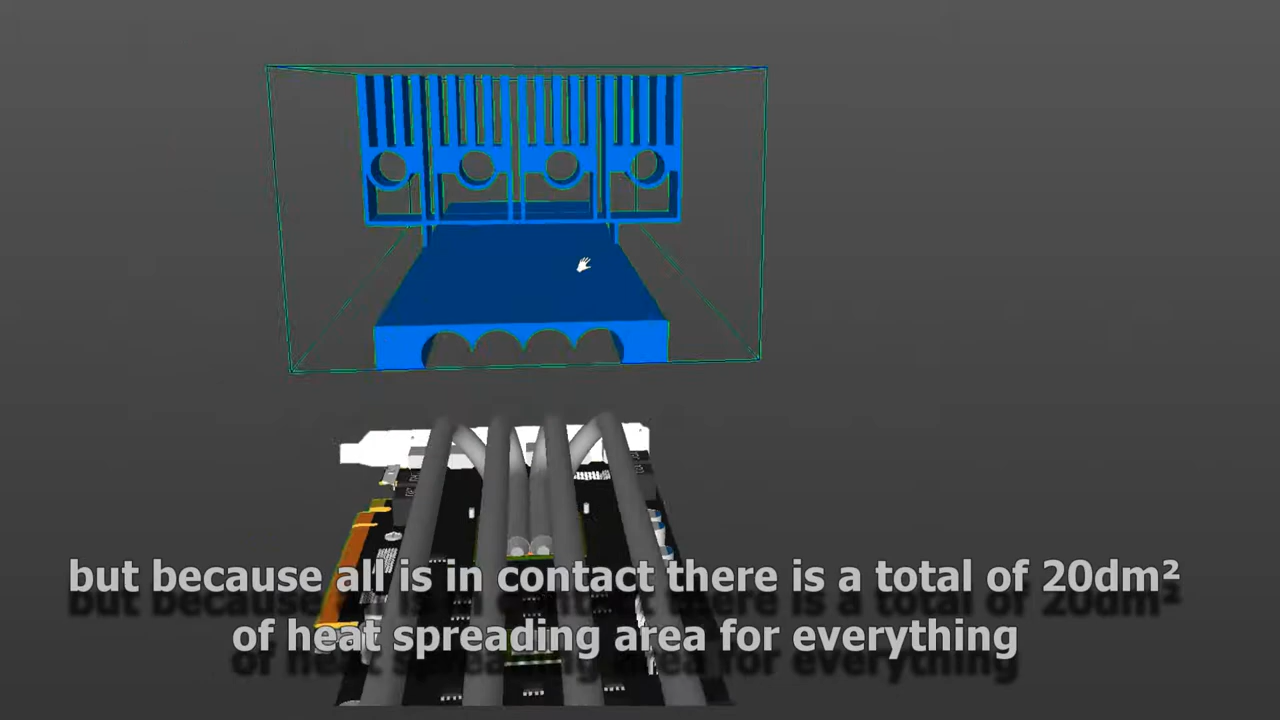 but because all is in contact there is a total of 20dm²
of heat spreading area for everything